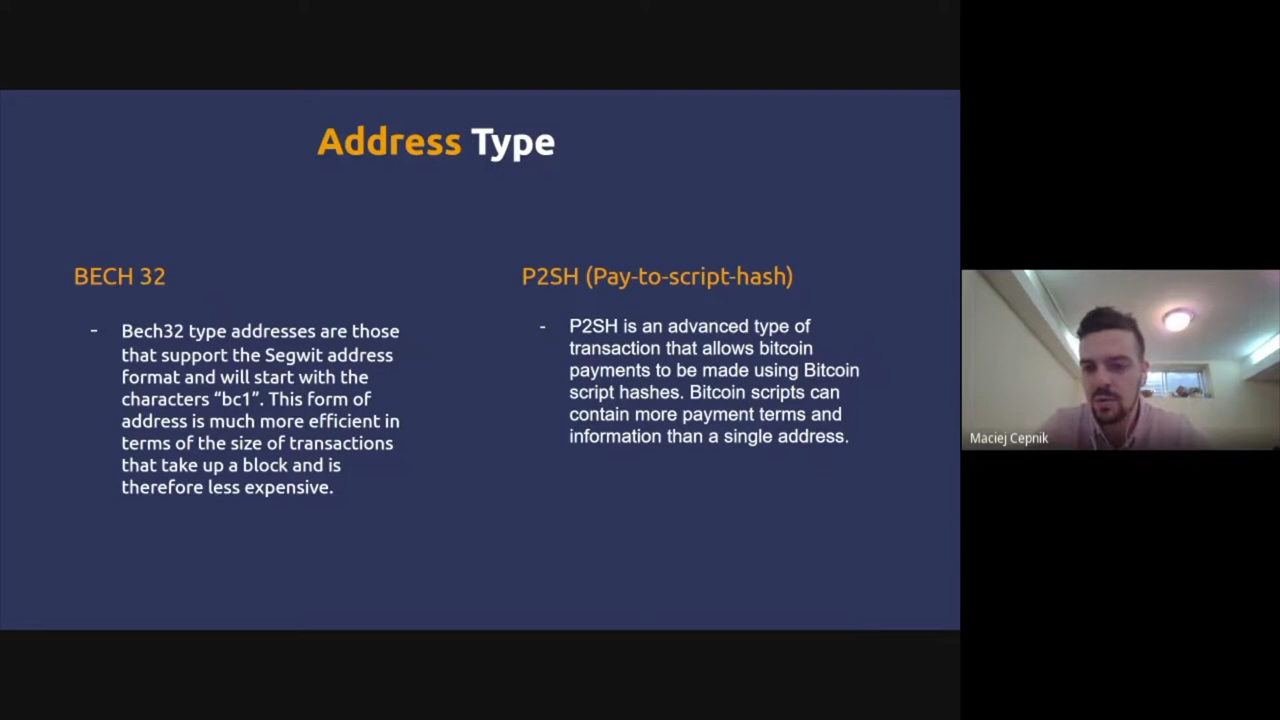 Address Type
BECH 32
- Bech32 type addresses are those
that support the Segwit address
format and will start with the
characters “bc1”. This form of
address is much more efficient in
terms of the size of transactions
that take up a block and is
therefore less expensive.
P2SH (Pay-to-script-hash)
- P2SH is an advanced type of
transaction that allows bitcoin
payments to be made using Bitcoin
script hashes. Bitcoin scripts can
contain more payment terms and
information than a single address.
Maciej Cepnik